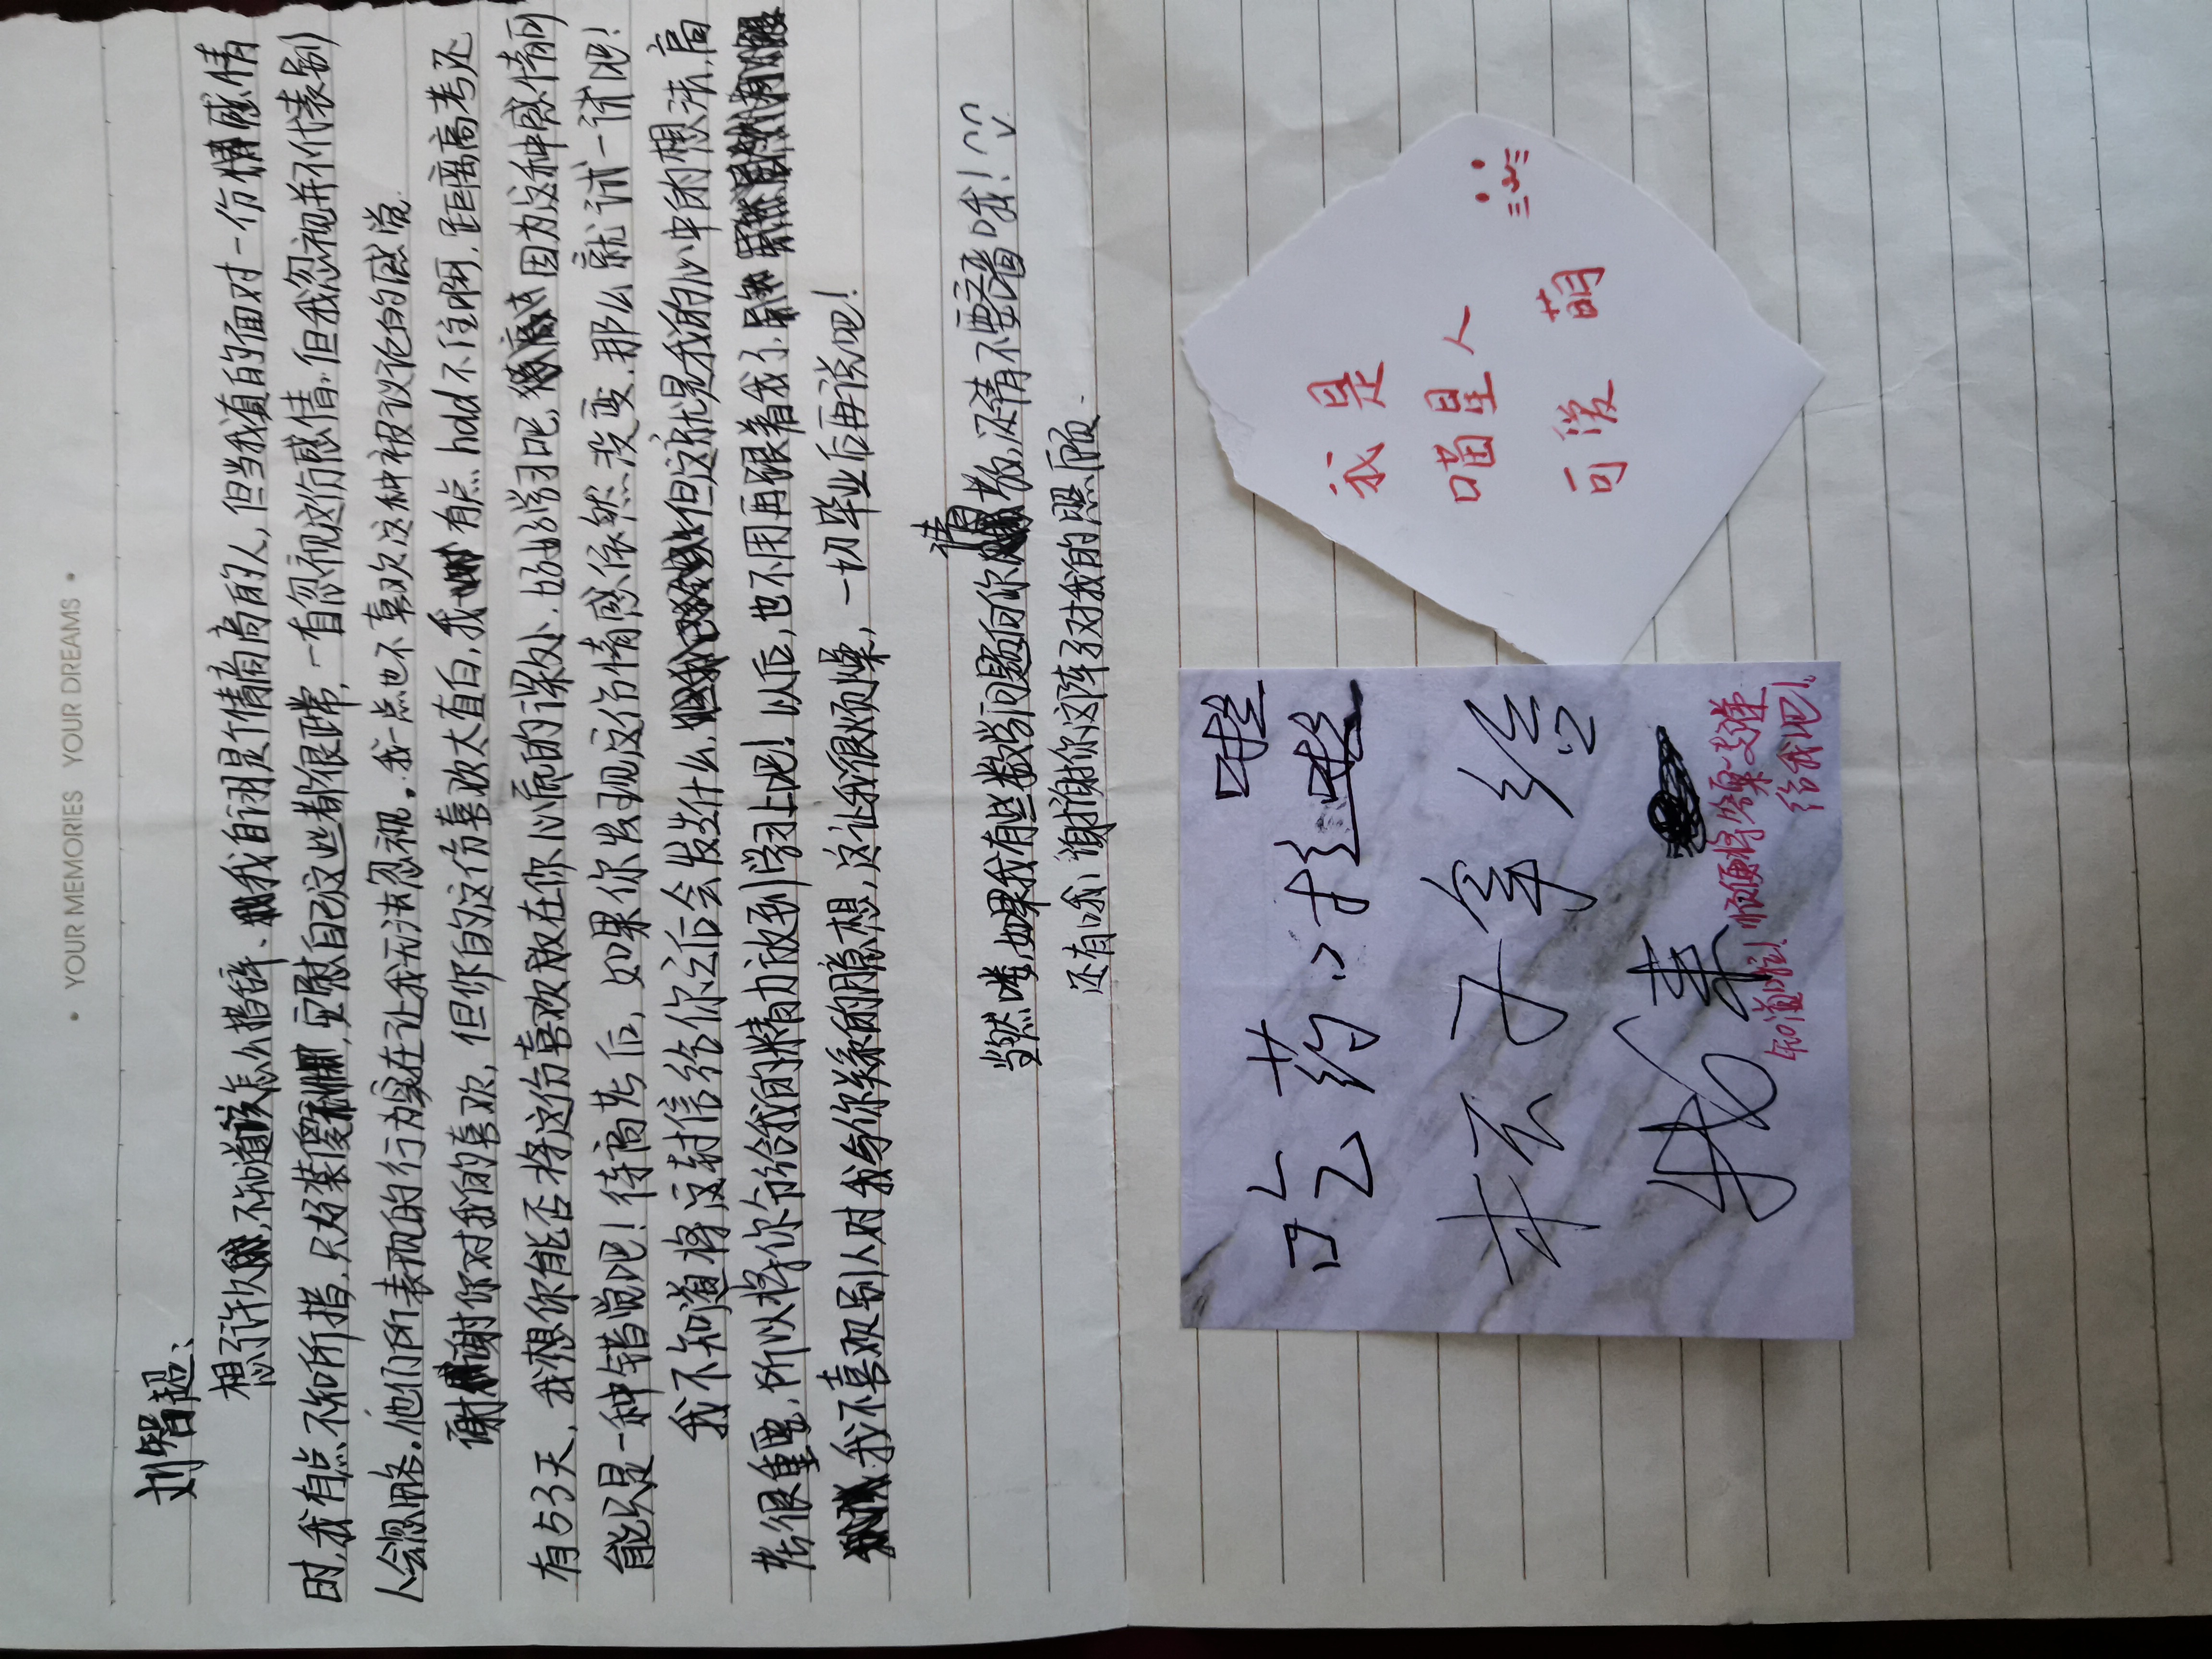 • YOUR MEMORIES YOUR DREAMS •
刘智超：
想了许久，不知道该怎么措辞、我自诩是个情商高的人，但当我真的面对一份感情
时，我有点不知所措，只好装傻，安慰自己这些都很正常，一直忽视这份感情。但我忽视并不代表别
人会忽略。他们所表现的行为实在让我无法忽视。我一点也不喜欢这种被议论的感觉
谢谢你对我的喜欢，但你的这份喜欢太直白，我有点hold不住啊，距离高考还
有53天，我想你能否将这份喜欢放在你心底的深处、好好学习吧，因为这种感情可
能只是一种错觉吧！待高考后，如果你发现这份情感依然没变、那么就试一试吧！
我不知道将这封信给你之后会发生什么，但这就是我的心中的想法，高
考很重要，所以将你分给我的精力放到学习上吧！以后，也不用再跟着我了，
我不喜欢别人对我与你关系的臆想，这让我很烦燥，一切毕业后再说吧！
当然喽，如果我有些数学问题向你请教，还请不要吝啬哦！
还有哦，谢谢你这阵子对我的照顾
吃药啦啦
杯子拿给
我来
知道啦！顺便将答案一支递
给我吧！
我是
喵星人
可爱 萌